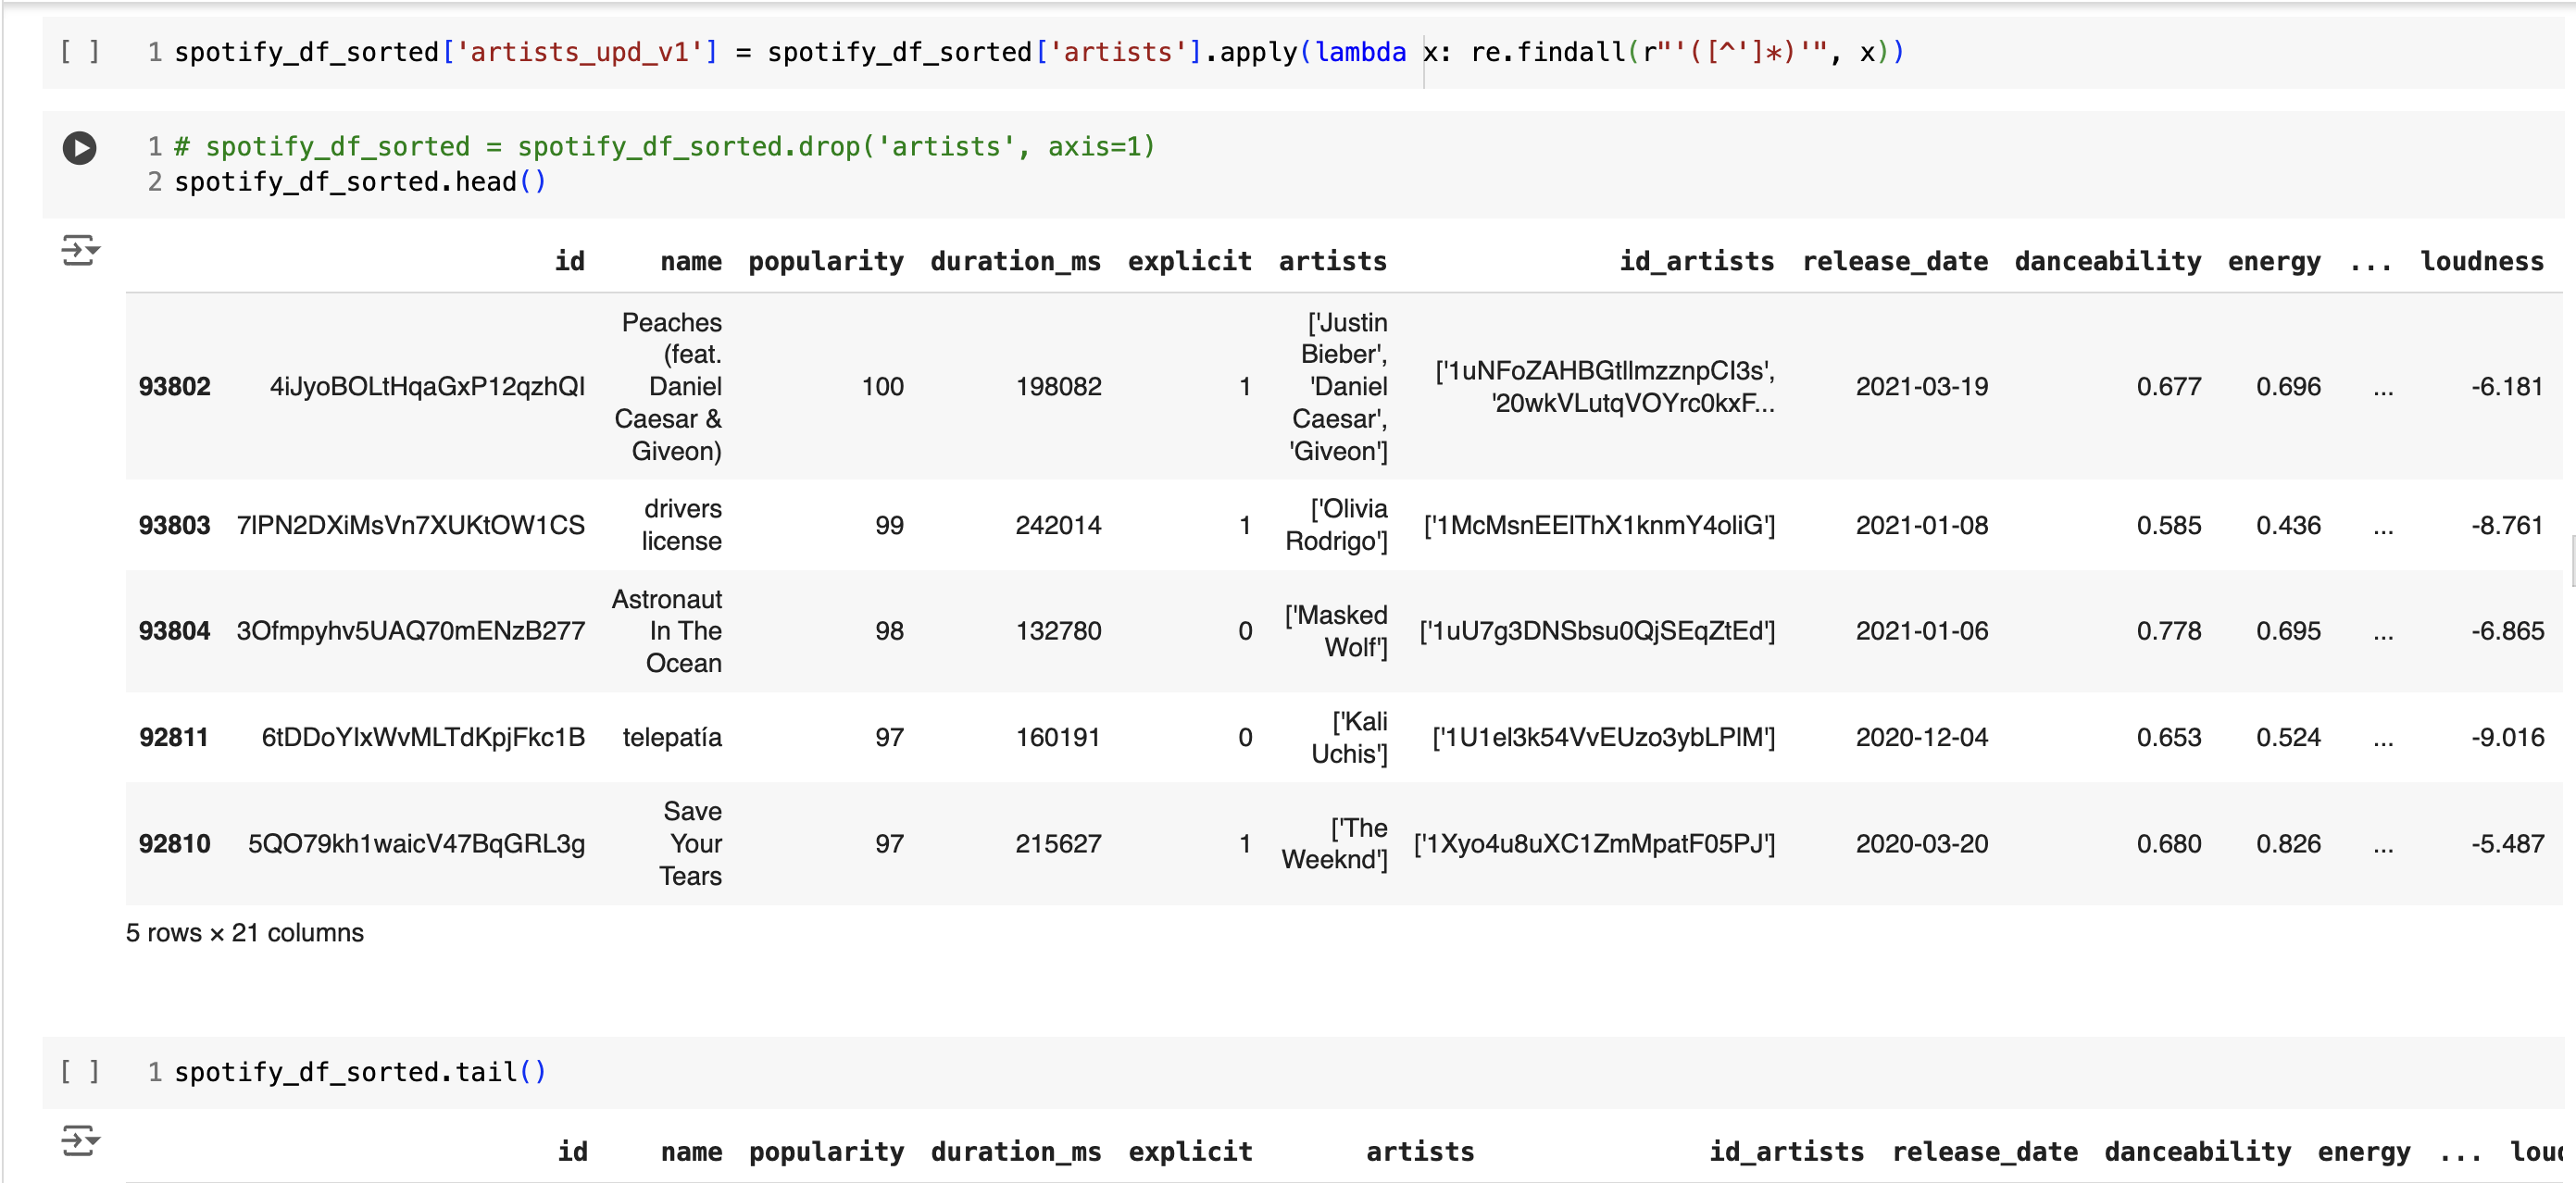 [ ] 1 spotify_df_sorted['artists_upd_v1'] = spotify_df_sorted['artists'].apply(lambda x: re.findall(r"'([^']*)'", x))
1 # spotify_df_sorted = spotify_df_sorted.drop('artists', axis=1)
2 spotify_df_sorted.head()
id name popularity duration_ms explicit artists id_artists release_date danceability energy ... loudness
93802 4iJyoBOLtHqaGxP12qzhQI Peaches (feat. Daniel Caesar & Giveon) 100 198082 1 ['Justin Bieber', 'Daniel Caesar', 'Giveon'] ['1uNFoZAHBGtllmzznpCI3s', '20wkVLutqVOYrc0kxF... 2021-03-19 0.677 0.696 ... -6.181
93803 7lPN2DXiMsVn7XUKtOW1CS drivers license 99 242014 1 ['Olivia Rodrigo'] ['1McMsnEElThX1knmY4oliG'] 2021-01-08 0.585 0.436 ... -8.761
93804 3Ofmpyhv5UAQ70mENzB277 Astronaut In The Ocean 98 132780 0 ['Masked Wolf'] ['1uU7g3DNSbsu0QjSEqZtEd'] 2021-01-06 0.778 0.695 ... -6.865
92811 6tDDoYIxWvMLTdKpjFkc1B telepatía 97 160191 0 ['Kali Uchis'] ['1U1el3k54VvEUzo3ybLPlM'] 2020-12-04 0.653 0.524 ... -9.016
92810 5QO79kh1waicV47BqGRL3g Save Your Tears 97 215627 1 ['The Weeknd'] ['1Xyo4u8uXC1ZmMpatF05PJ'] 2020-03-20 0.680 0.826 ... -5.487
5 rows × 21 columns
[ ] 1 spotify_df_sorted.tail()
id name popularity duration_ms explicit artists id_artists release_date danceability energy ... loud